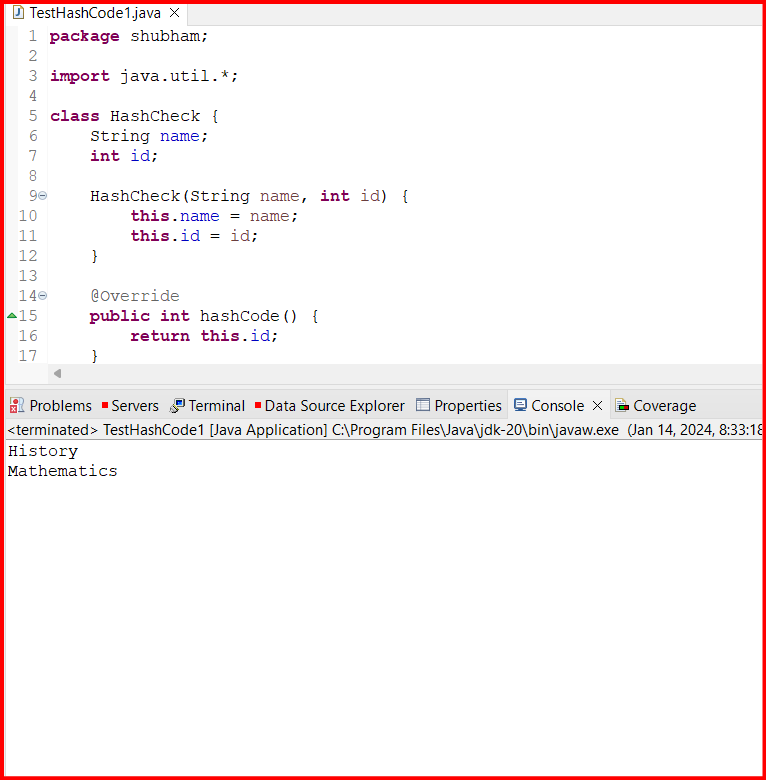 TestHashCode1.java
1 package shubham;
2
3 import java.util.*;
4
5 class HashCheck {
6 String name;
7 int id;
8
9 HashCheck(String name, int id) {
10 this.name = name;
11 this.id = id;
12 }
13
14 @Override
15 public int hashCode() {
16 return this.id;
17 }
Problems Servers Terminal Data Source Explorer Properties Console Coverage
<terminated> TestHashCode1 [Java Application] C:\Program Files\Java\jdk-20\bin\javaw.exe (Jan 14, 2024, 8:33:18
History
Mathematics